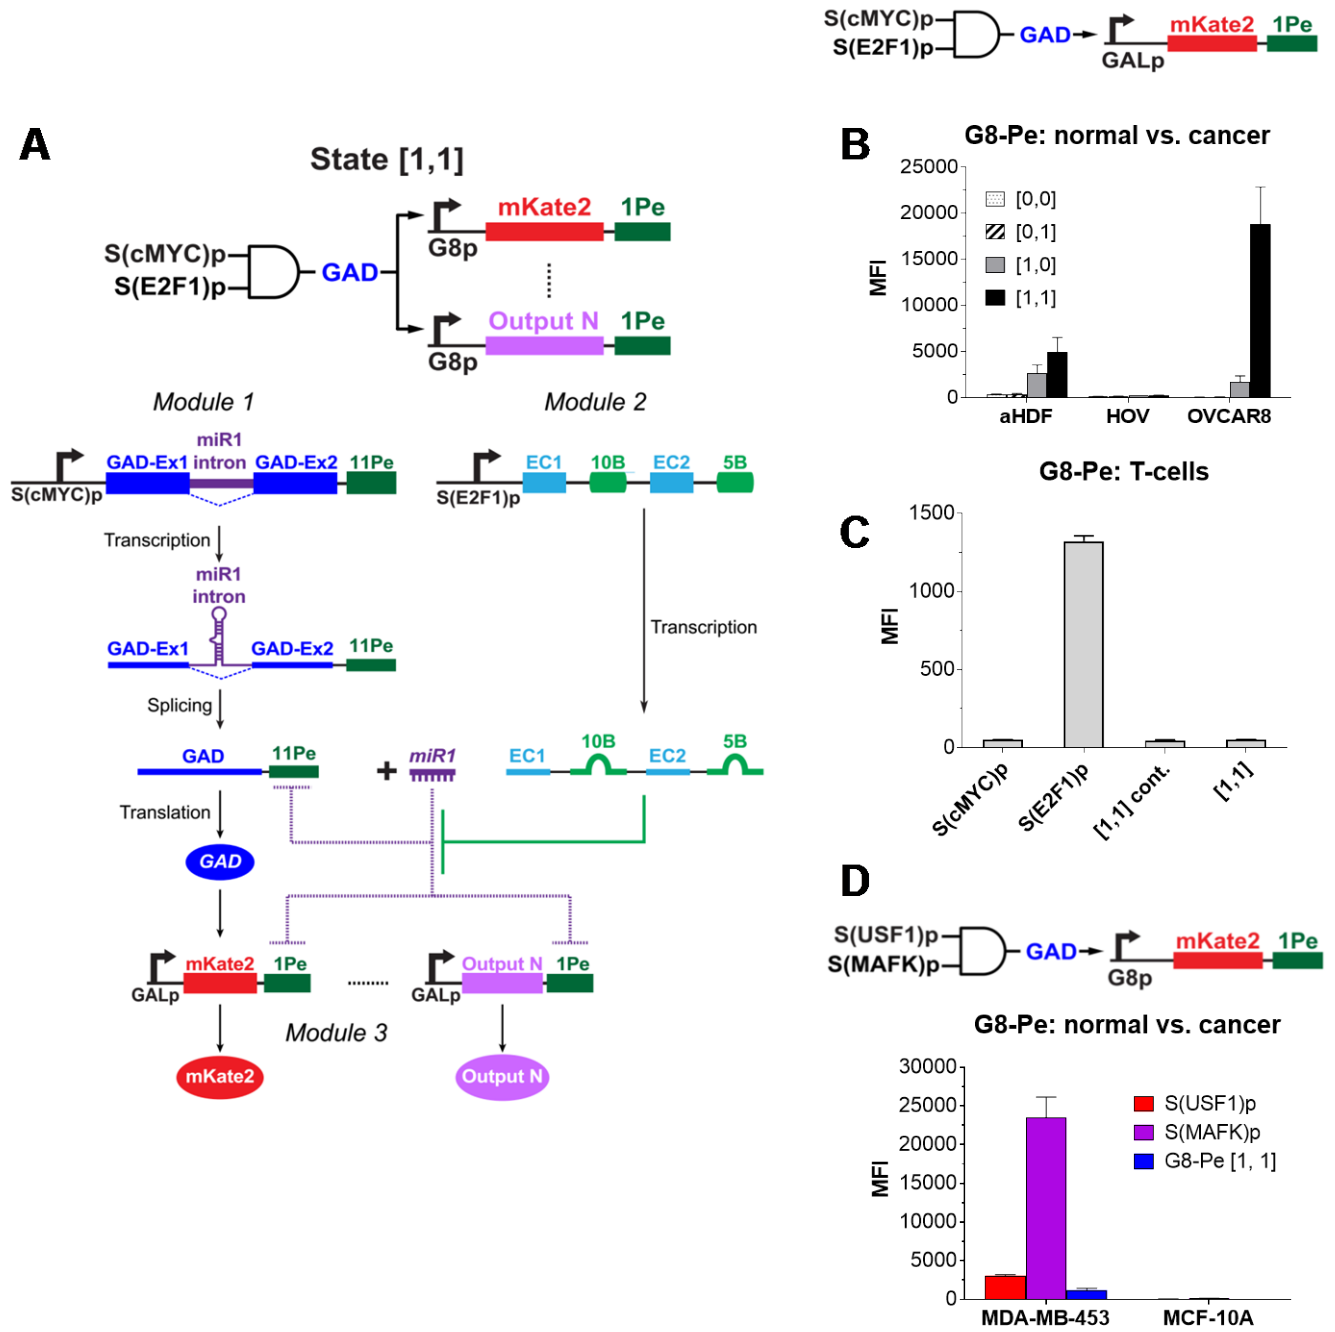 A
State [1,1]
S(cMYC)p
S(E2F1)p
GAD
mKate2
1Pe
G8p
Output N
1Pe
G8p
Module 1
Module 2
miR1
intron
GAD-Ex1
GAD-Ex2
11Pe
S(cMYC)p
EC1
10B
EC2
5B
S(E2F1)p
Transcription
miR1
intron
GAD-Ex1
GAD-Ex2
11Pe
Transcription
Splicing
GAD
11Pe
+
miR1
EC1
10B
EC2
5B
Translation
GAD
mKate2
1Pe
GALp
Output N
1Pe
GALp
Module 3
mKate2
Output N
S(cMYC)p
S(E2F1)p
GAD
mKate2
1Pe
GALp
B
G8-Pe: normal vs. cancer
MFI
25000
20000
15000
10000
5000
0
[0,0]
[0,1]
[1,0]
[1,1]
aHDF
HOV
OVCAR8
C
G8-Pe: T-cells
MFI
1500
1000
500
0
S(cMYC)p
S(E2F1)p
[1,1] cont.
[1,1]
D
S(USF1)p
S(MAFK)p
GAD
mKate2
1Pe
G8p
G8-Pe: normal vs. cancer
MFI
30000
25000
20000
15000
10000
5000
0
S(USF1)p
S(MAFK)p
G8-Pe [1, 1]
MDA-MB-453
MCF-10A